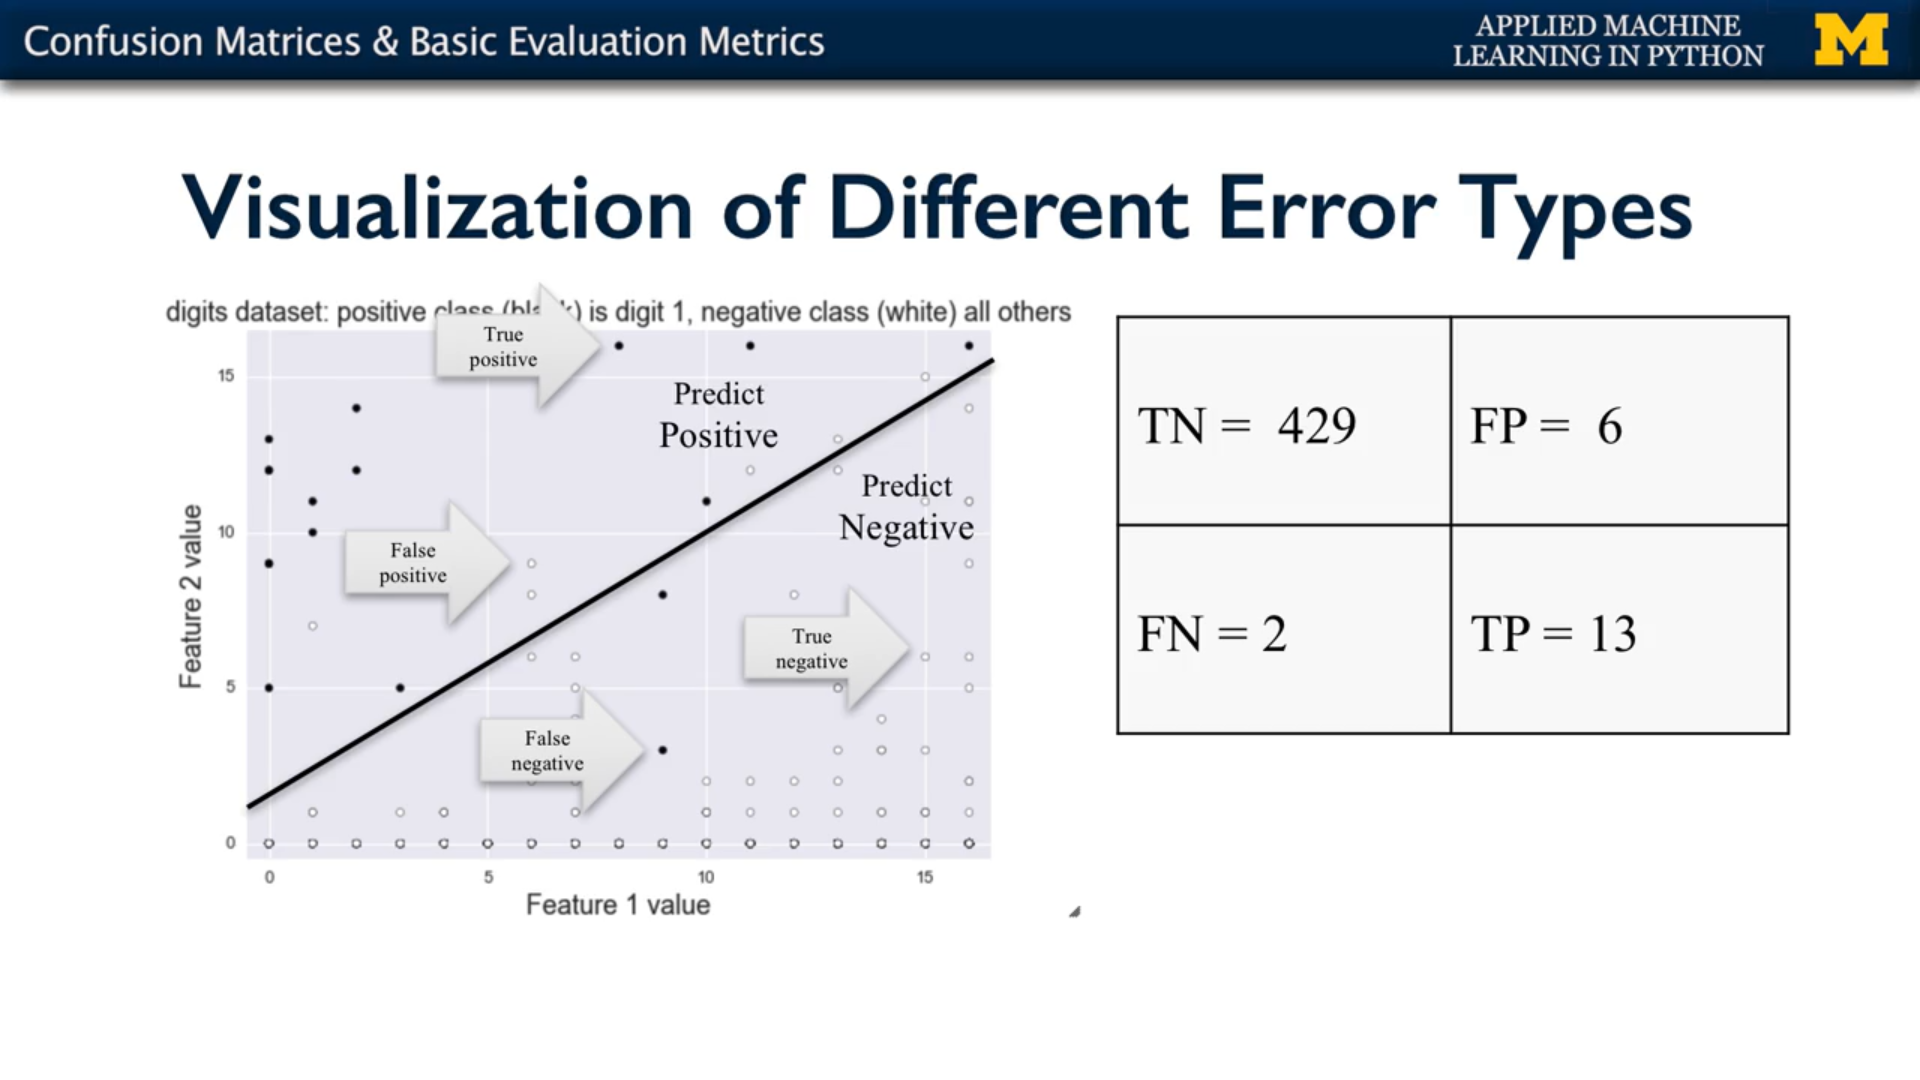 Confusion Matrices & Basic Evaluation Metrics
APPLIED MACHINE
LEARNING IN PYTHON
M
Visualization of Different Error Types
digits dataset: positive class (black) is digit 1, negative class (white) all others
True
positive
Predict
Positive
Predict
Negative
False
positive
True
negative
False
negative
Feature 2 value
15
10
5
0
0 5 10 15
Feature 1 value
TN = 429 FP = 6
FN = 2 TP = 13